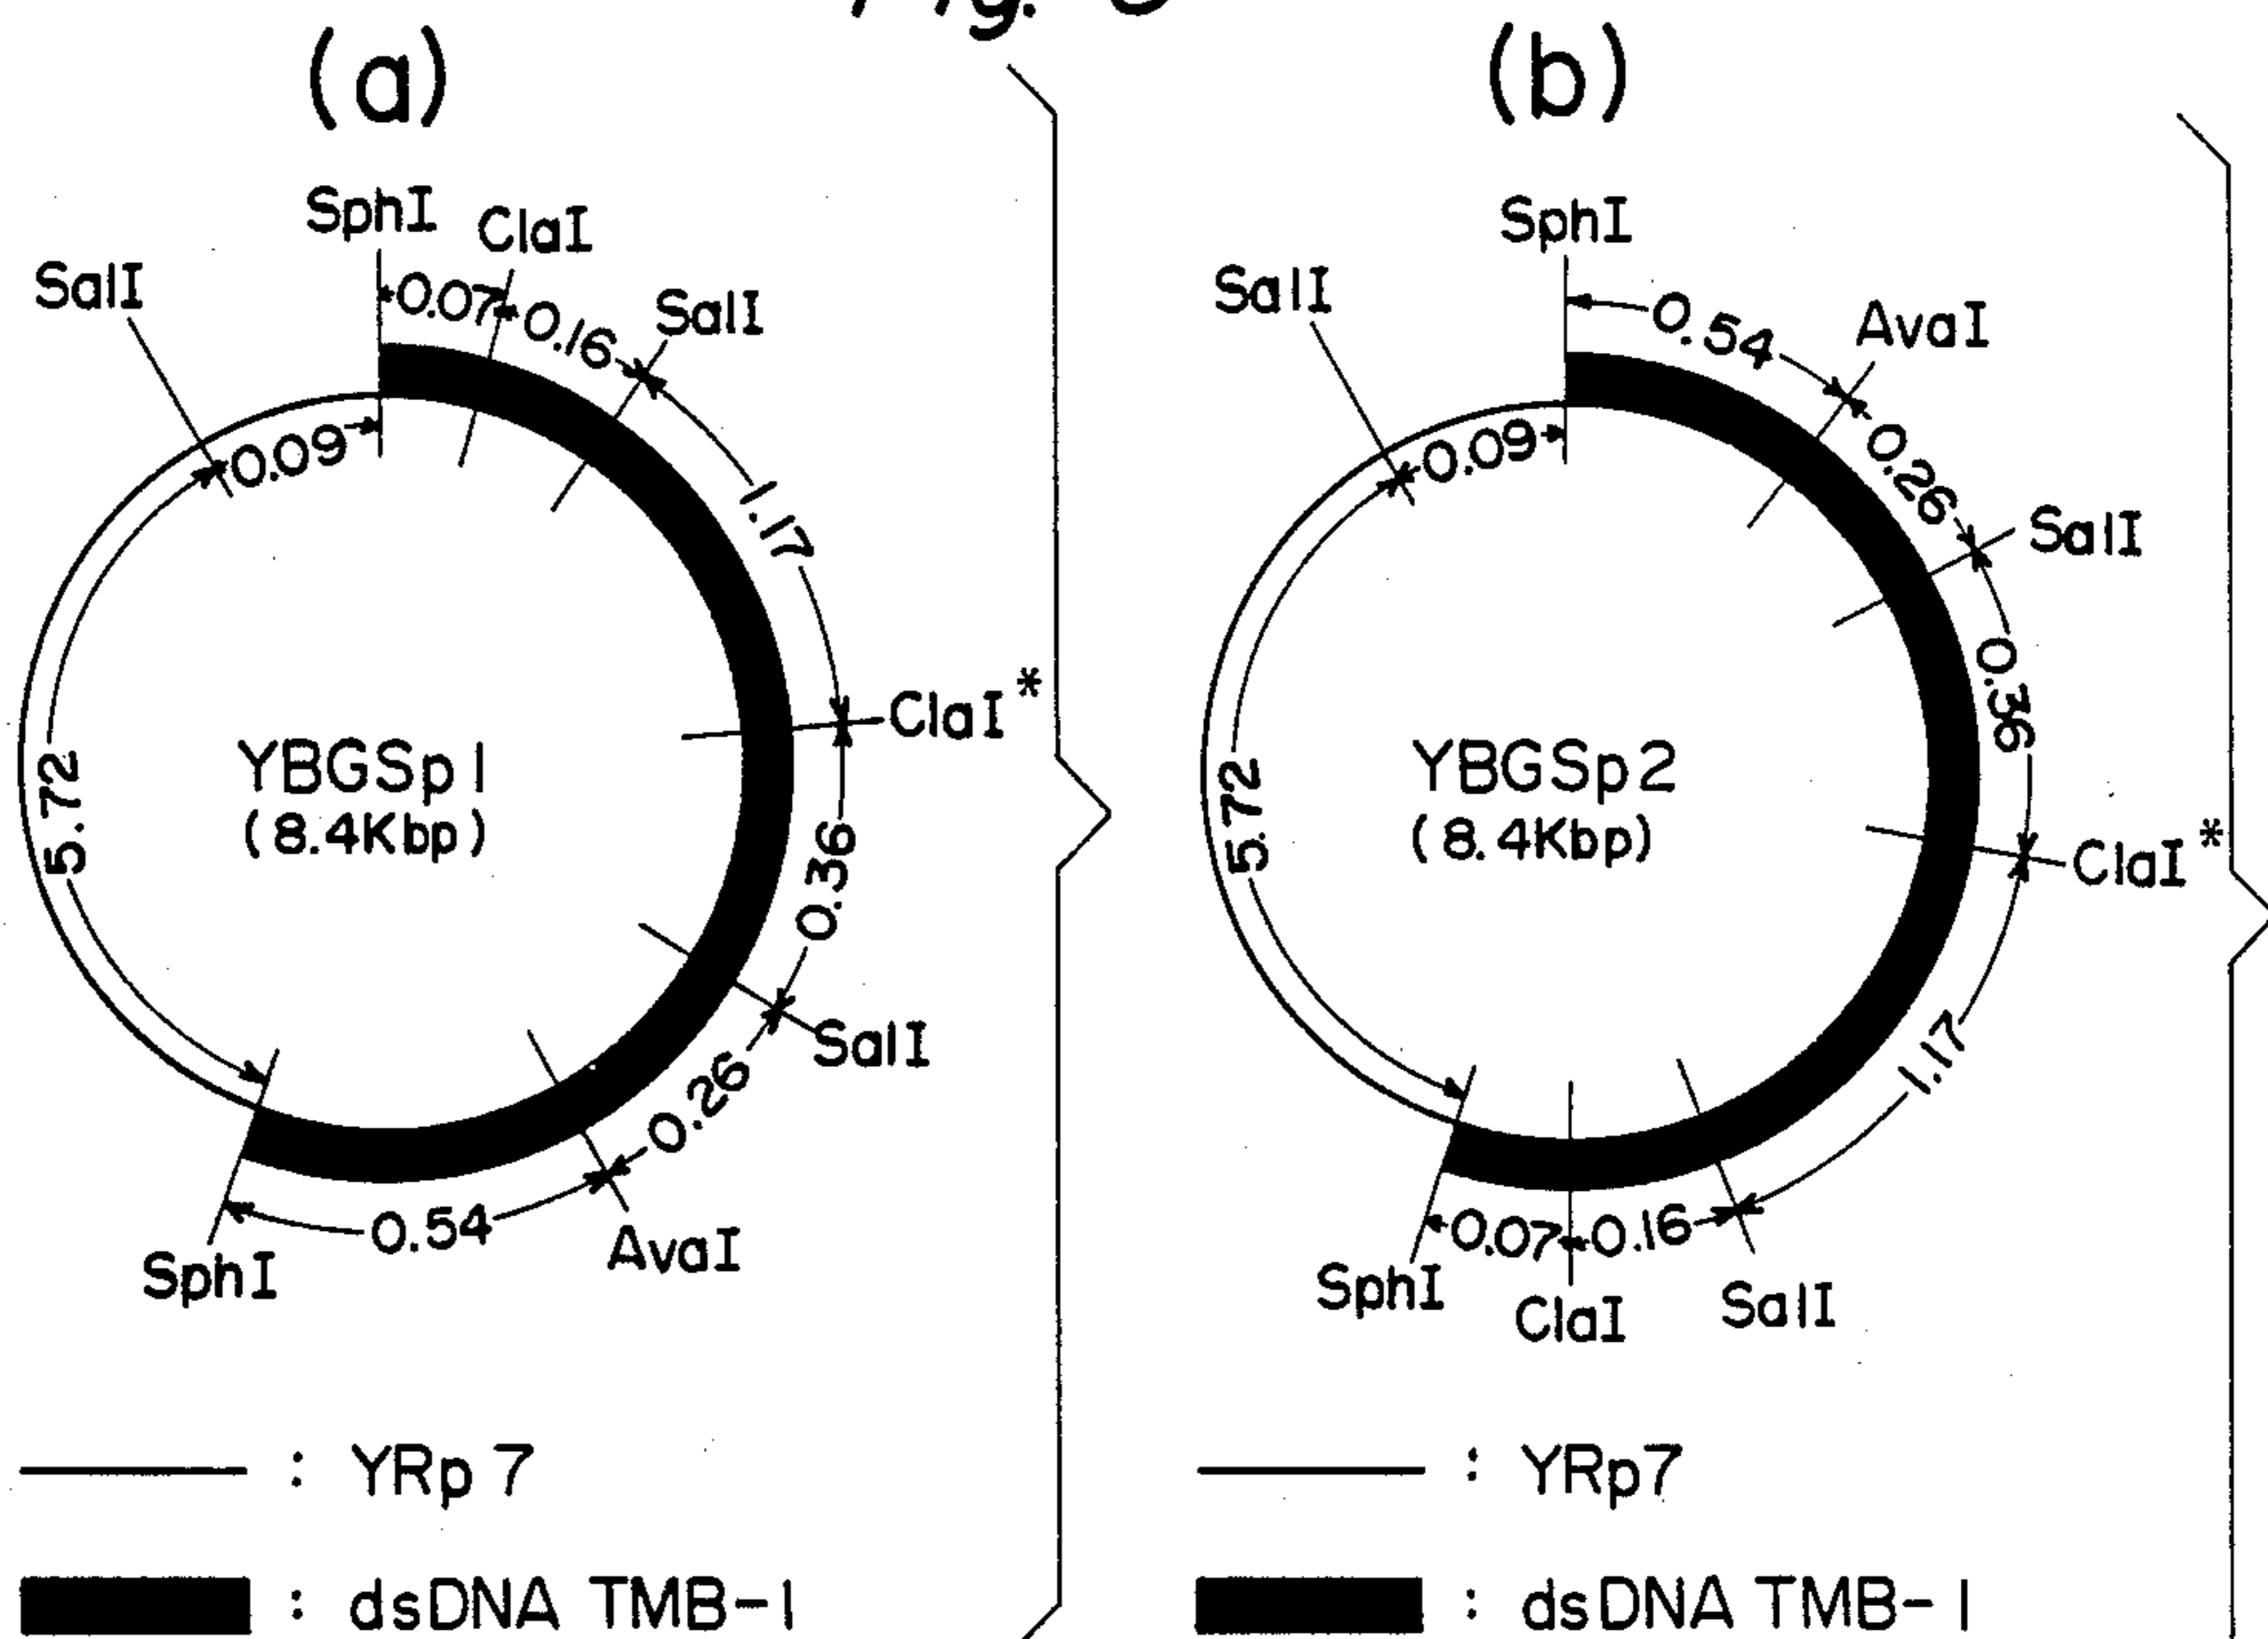 (a)
SphI
ClaI
SalI
0.07
0.16
SalI
0.09
1.17
ClaI*
YBGSp1
(8.4Kbp)
5.72
0.36
SalI
0.26
0.54
AvaI
SphI
: YRp 7
: dsDNA TMB-1
(b)
SphI
SalI
0.54
AvaI
0.09
0.26
SalI
0.36
YBGSp2
(8.4Kbp)
5.72
ClaI*
1.17
0.07
0.16
SphI
ClaI
SalI
: YRp7
: dsDNA TMB-1